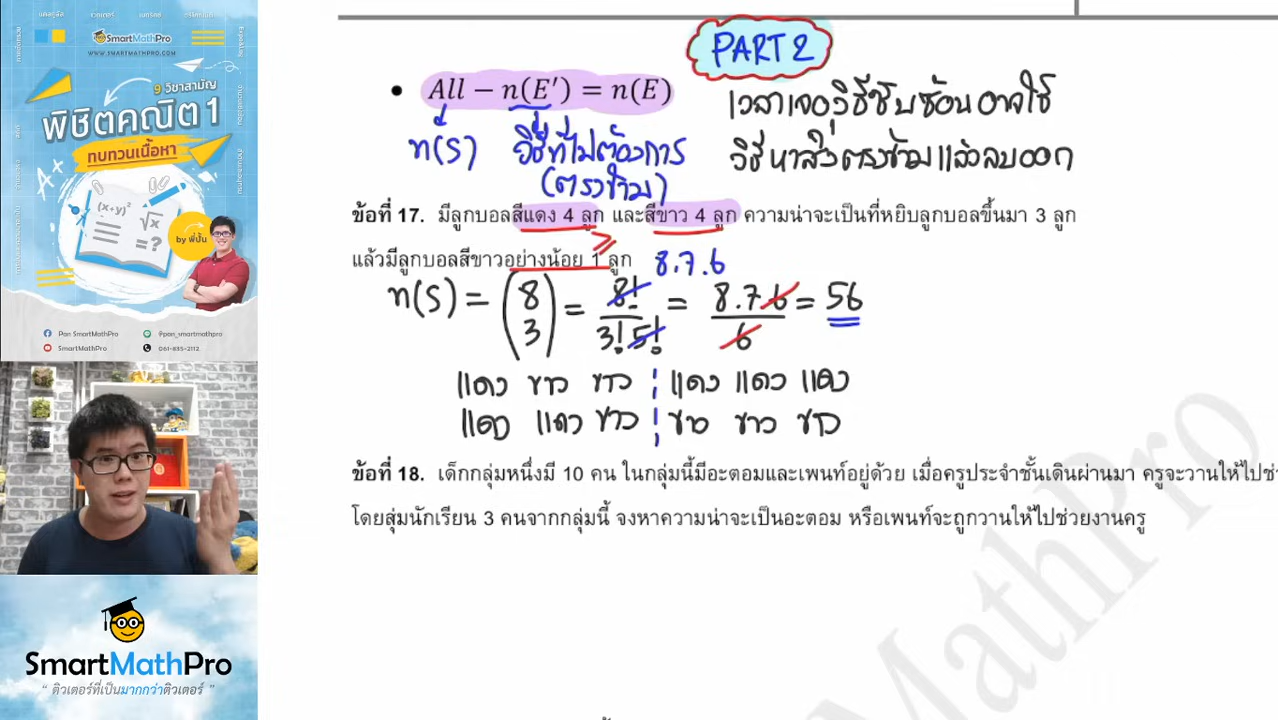 SmartMathPro
WWW.SMARTMATHPRO.COM
9 วิชาสามัญ
พิชิตคณิต 1
ทบทวนเนื้อหา
A+
(x+y)²
√x
=?
by พี่ปั้น
Pan SmartMathPro
@pan_smartmathpro
SmartMathPro
061-835-2112
SmartMathPro
“ ติวเตอร์ที่เป็นมากกว่าติวเตอร์ ”
PART 2
• All − n(E′) = n(E)
เวลาเจอวิธีซับซ้อน อาจใช้
n(S) วิธีที่ไม่ต้องการ
วิธีหาสิ่งตรงข้ามแล้วลบออก
(ตรงข้าม)
ข้อที่ 17. มีลูกบอลสีแดง 4 ลูก และสีขาว 4 ลูก ความน่าจะเป็นที่หยิบลูกบอลขึ้นมา 3 ลูก
≥
แล้วมีลูกบอลสีขาวอย่างน้อย 1 ลูก
8.7.6
n(S) = (8 3) = 8!/3!5! = 8.7.6/6 = 56
แดง ขาว ขาว แดง แดง แดง
แดง แดง ขาว ขาว ขาว ขาว
ข้อที่ 18. เด็กกลุ่มหนึ่งมี 10 คน ในกลุ่มนี้มีอะตอมและเพนท์อยู่ด้วย เมื่อครูประจำชั้นเดินผ่านมา ครูจะวานให้ไปช่
โดยสุ่มนักเรียน 3 คนจากกลุ่มนี้ จงหาความน่าจะเป็นอะตอม หรือเพนท์จะถูกวานให้ไปช่วยงานครู
MathPro